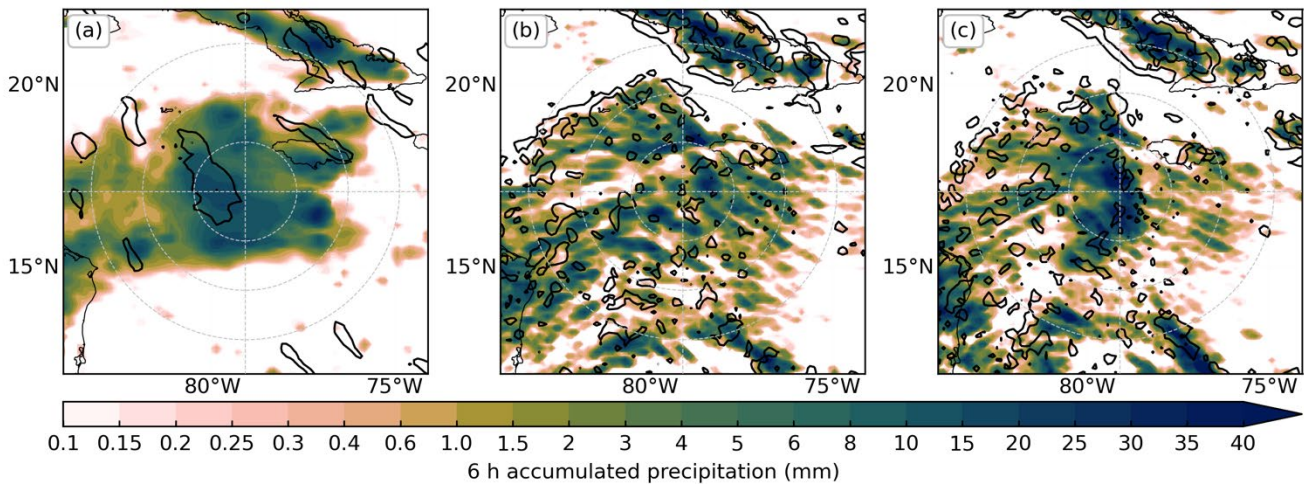 (a) (b) (c)
20°N 20°N 20°N
15°N 15°N 15°N
80°W 75°W 80°W 75°W 80°W 75°W
0.1 0.15 0.2 0.25 0.3 0.4 0.6 1.0 1.5 2 3 4 5 6 8 10 15 20 25 30 35 40
6 h accumulated precipitation (mm)